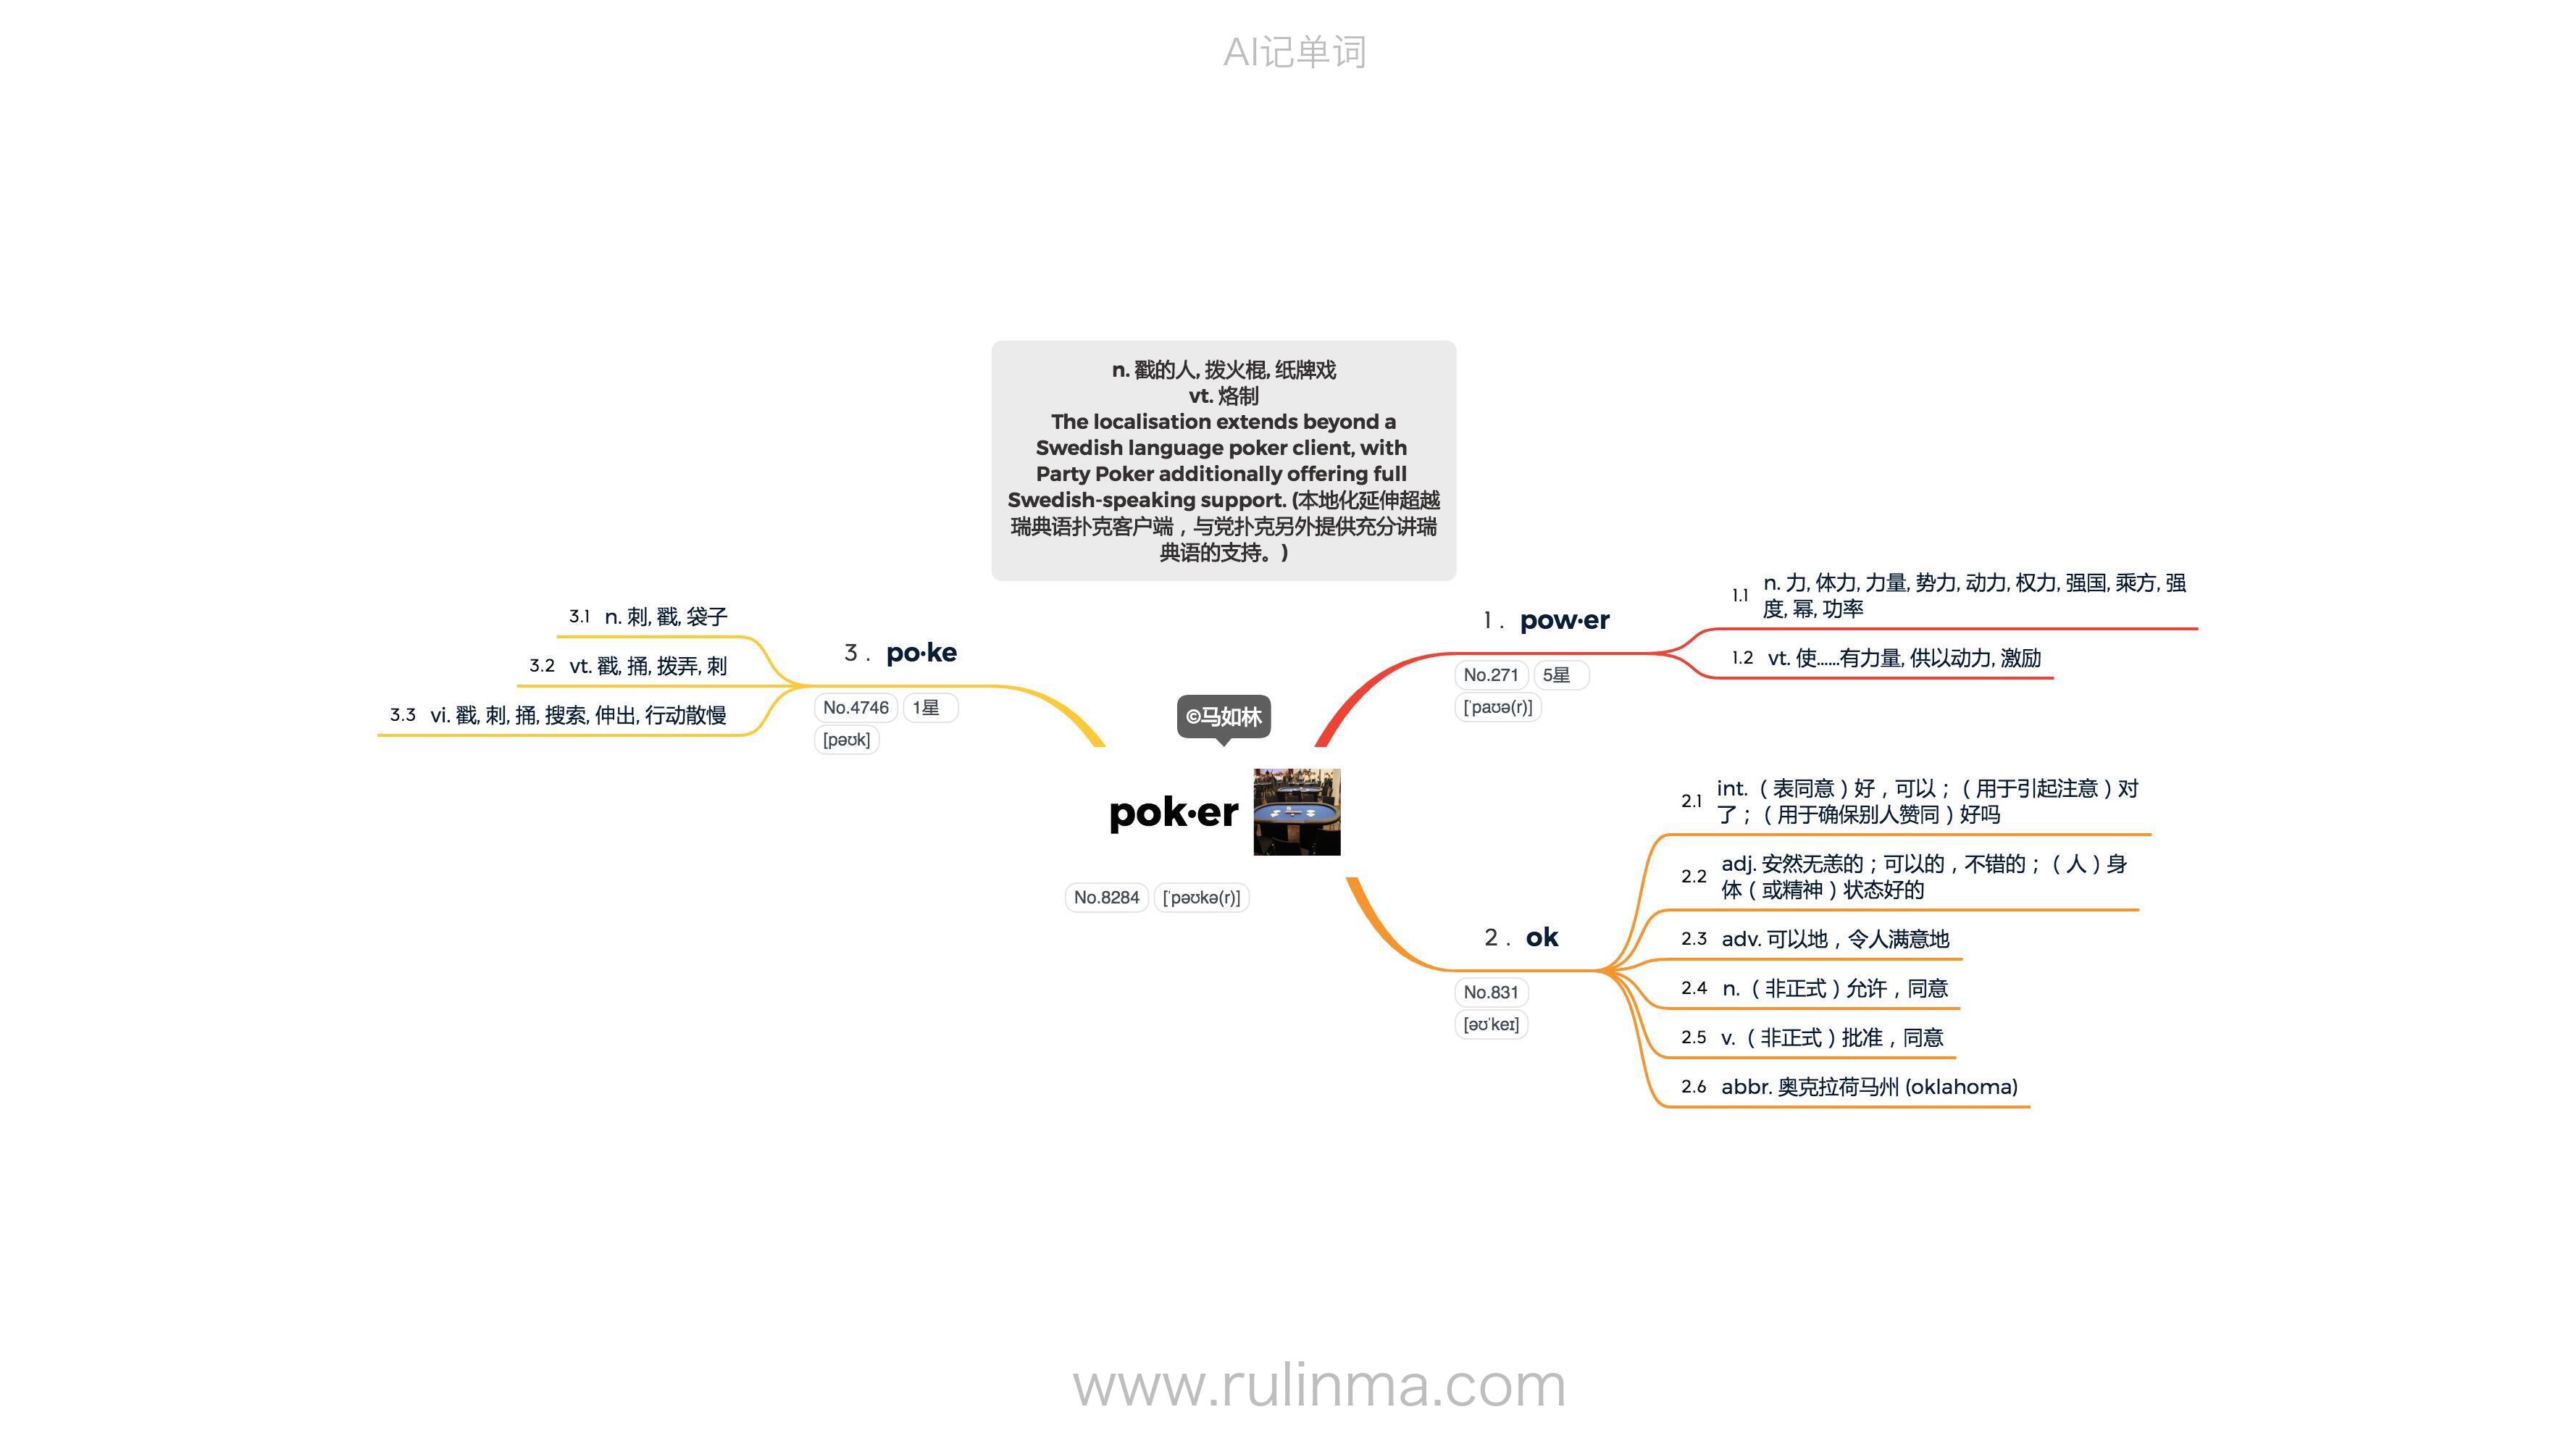 AI记单词
n. 戳的人, 拨火棍, 纸牌戏
vt. 烙制
The localisation extends beyond a
Swedish language poker client, with
Party Poker additionally offering full
Swedish-speaking support. (本地化延伸超越
瑞典语扑克客户端，与党扑克另外提供充分讲瑞
典语的支持。)
©马如林
pok·er
No.8284 [ˈpəʊkə(r)]
1. pow·er
No.271 5星
[ˈpaʊə(r)]
1.1 n. 力, 体力, 力量, 势力, 动力, 权力, 强国, 乘方, 强
度, 幂, 功率
1.2 vt. 使……有力量, 供以动力, 激励
2. ok
No.831
[əʊˈkeɪ]
2.1 int.（表同意）好，可以；（用于引起注意）对
了；（用于确保别人赞同）好吗
2.2 adj. 安然无恙的；可以的，不错的；（人）身
体（或精神）状态好的
2.3 adv. 可以地，令人满意地
2.4 n.（非正式）允许，同意
2.5 v.（非正式）批准，同意
2.6 abbr. 奥克拉荷马州 (oklahoma)
3. po·ke
No.4746 1星
[pəʊk]
3.1 n. 刺, 戳, 袋子
3.2 vt. 戳, 捅, 拨弄, 刺
3.3 vi. 戳, 刺, 捅, 搜索, 伸出, 行动散慢
www.rulinma.com